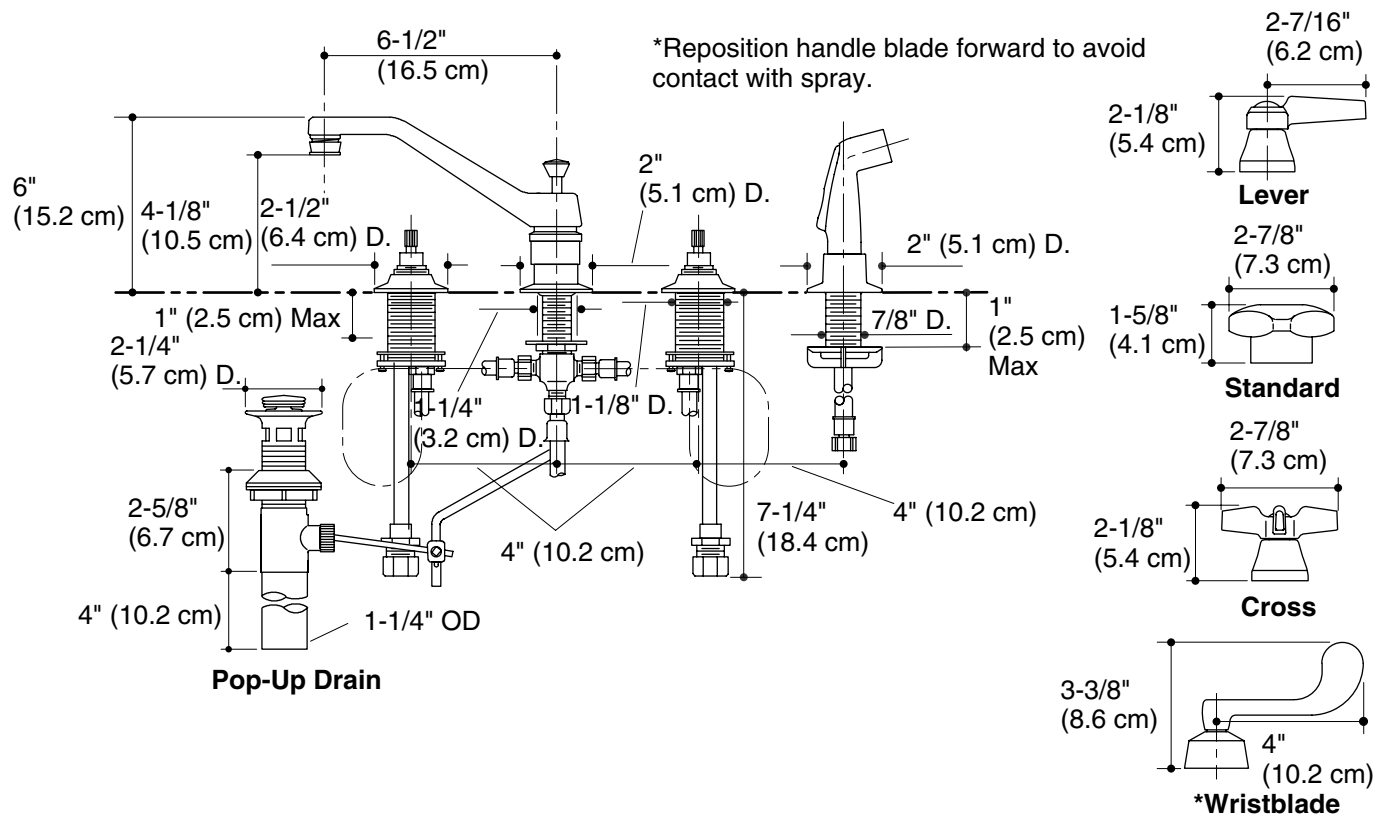 6-1/2"
(16.5 cm)
*Reposition handle blade forward to avoid
contact with spray.
2-7/16"
(6.2 cm)
2-1/8"
(5.4 cm)
Lever
6"
(15.2 cm)
4-1/8"
(10.5 cm)
2-1/2"
(6.4 cm) D.
2"
(5.1 cm) D.
2" (5.1 cm) D.
2-7/8"
(7.3 cm)
1-5/8"
(4.1 cm)
Standard
1" (2.5 cm) Max
7/8" D.
1"
(2.5 cm)
Max
2-1/4"
(5.7 cm) D.
1-1/4"
(3.2 cm) D.
1-1/8" D.
2-7/8"
(7.3 cm)
2-1/8"
(5.4 cm)
Cross
2-5/8"
(6.7 cm)
4" (10.2 cm)
7-1/4"
(18.4 cm)
4" (10.2 cm)
4" (10.2 cm)
1-1/4" OD
Pop-Up Drain
3-3/8"
(8.6 cm)
4"
(10.2 cm)
*Wristblade